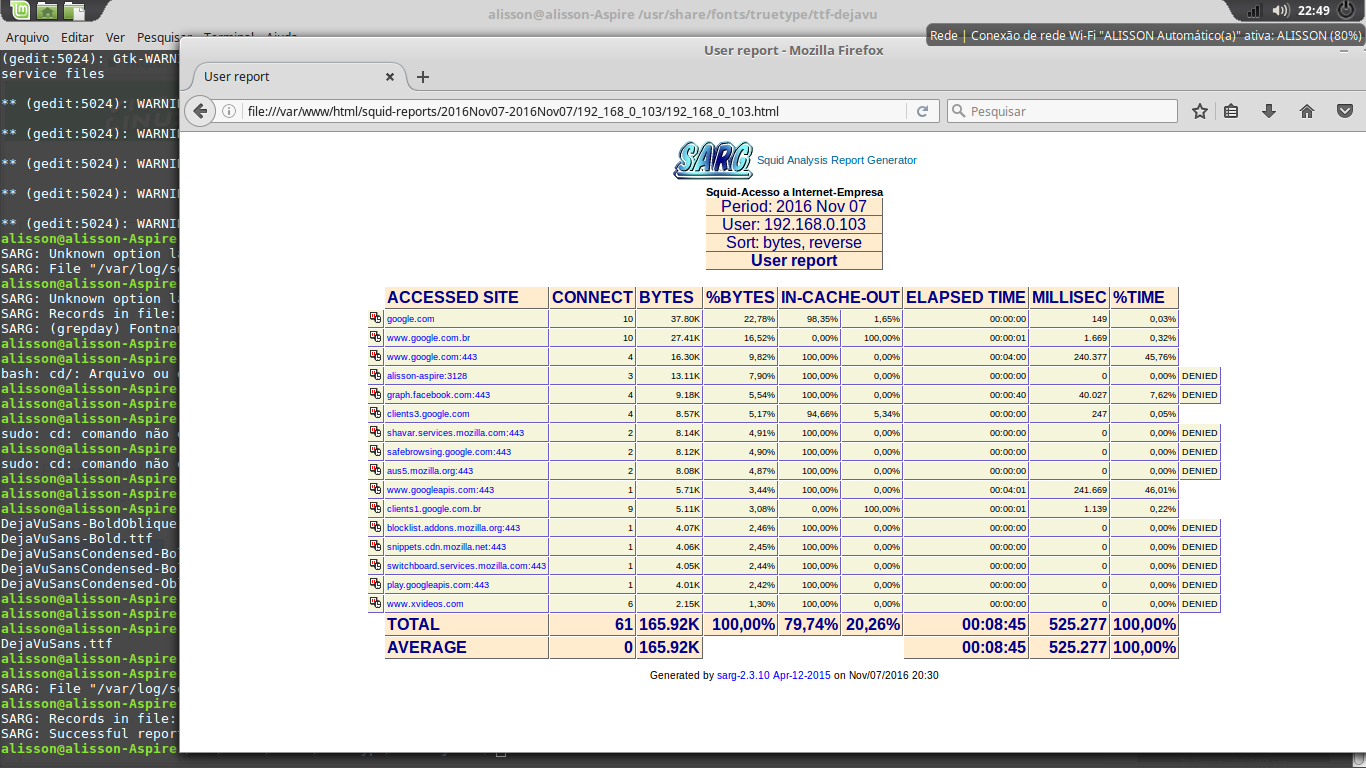 alisson@alisson-Aspire /usr/share/fonts/truetype/ttf-dejavu
22:49
Arquivo Editar Ver Pesquisar Terminal Ajuda
Rede | Conexão de rede Wi-Fi "ALISSON Automático(a)" ativa: ALISSON (80%)
(gedit:5024): Gtk-WARNI
service files
** (gedit:5024): WARNIN
** (gedit:5024): WARNIN
** (gedit:5024): WARNIN
** (gedit:5024): WARNIN
** (gedit:5024): WARNIN
alisson@alisson-Aspire
SARG: Unknown option la
SARG: File "/var/log/sq
alisson@alisson-Aspire
SARG: Unknown option la
SARG: Records in file:
SARG: (grepday) Fontnam
alisson@alisson-Aspire
alisson@alisson-Aspire
bash: cd/: Arquivo ou
alisson@alisson-Aspire
alisson@alisson-Aspire
alisson@alisson-Aspire
sudo: cd: comando não
alisson@alisson-Aspire
sudo: cd: comando não
alisson@alisson-Aspire
alisson@alisson-Aspire
alisson@alisson-Aspire
DejaVuSans-BoldOblique
DejaVuSans-Bold.ttf
DejaVuSansCondensed-Bol
DejaVuSansCondensed-Bol
DejaVuSansCondensed-Obl
alisson@alisson-Aspire
alisson@alisson-Aspire
alisson@alisson-Aspire
DejaVuSans.ttf
alisson@alisson-Aspire
alisson@alisson-Aspire
SARG: File "/var/log/sq
alisson@alisson-Aspire
SARG: Records in file:
SARG: Successful report
alisson@alisson-Aspire
User report - Mozilla Firefox
User report
file:///var/www/html/squid-reports/2016Nov07-2016Nov07/192_168_0_103/192_168_0_103.html
Pesquisar
SARG Squid Analysis Report Generator
Squid-Acesso a Internet-Empresa
Period: 2016 Nov 07
User: 192.168.0.103
Sort: bytes, reverse
User report
ACCESSED SITE CONNECT BYTES %BYTES IN-CACHE-OUT ELAPSED TIME MILLISEC %TIME
google.com 10 37.80K 22,78% 98,35% 1,65% 00:00:00 149 0,03%
www.google.com.br 10 27.41K 16,52% 0,00% 100,00% 00:00:01 1.669 0,32%
www.google.com:443 4 16.30K 9,82% 100,00% 0,00% 00:04:00 240.377 45,76%
alisson-aspire:3128 3 13.11K 7,90% 100,00% 0,00% 00:00:00 0 0,00% DENIED
graph.facebook.com:443 4 9.18K 5,54% 100,00% 0,00% 00:00:40 40.027 7,62% DENIED
clients3.google.com 4 8.57K 5,17% 94,66% 5,34% 00:00:00 247 0,05%
shavar.services.mozilla.com:443 2 8.14K 4,91% 100,00% 0,00% 00:00:00 0 0,00% DENIED
safebrowsing.google.com:443 2 8.12K 4,90% 100,00% 0,00% 00:00:00 0 0,00% DENIED
aus5.mozilla.org:443 2 8.08K 4,87% 100,00% 0,00% 00:00:00 0 0,00% DENIED
www.googleapis.com:443 1 5.71K 3,44% 100,00% 0,00% 00:04:01 241.669 46,01%
clients1.google.com.br 9 5.11K 3,08% 0,00% 100,00% 00:00:01 1.139 0,22%
blocklist.addons.mozilla.org:443 1 4.07K 2,46% 100,00% 0,00% 00:00:00 0 0,00% DENIED
snippets.cdn.mozilla.net:443 1 4.06K 2,45% 100,00% 0,00% 00:00:00 0 0,00% DENIED
switchboard.services.mozilla.com:443 1 4.05K 2,44% 100,00% 0,00% 00:00:00 0 0,00% DENIED
play.googleapis.com:443 1 4.01K 2,42% 100,00% 0,00% 00:00:00 0 0,00% DENIED
www.xvideos.com 6 2.15K 1,30% 100,00% 0,00% 00:00:00 0 0,00% DENIED
TOTAL 61 165.92K 100,00% 79,74% 20,26% 00:08:45 525.277 100,00%
AVERAGE 0 165.92K 00:08:45 525.277 100,00%
Generated by sarg-2.3.10 Apr-12-2015 on Nov/07/2016 20:30